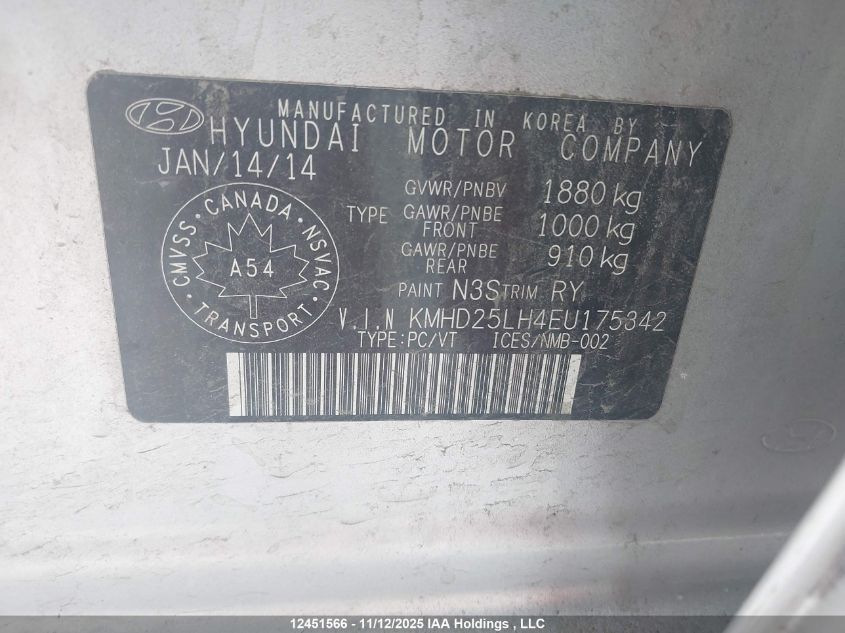 MANUFACTURED IN KOREA BY
HYUNDAI MOTOR COMPANY
JAN/14/14
GVWR/PNBV 1880 kg
TYPE GAWR/PNBE FRONT 1000 kg
GAWR/PNBE REAR 910 kg
CMVSS · CANADA · NSVAC · TRANSPORT ·
A54
PAINT N3S TRIM RY
V.I.N KMHD25LH4EU175342
TYPE:PC/VT ICES/NMB-002
12451566 - 11/12/2025 IAA Holdings , LLC